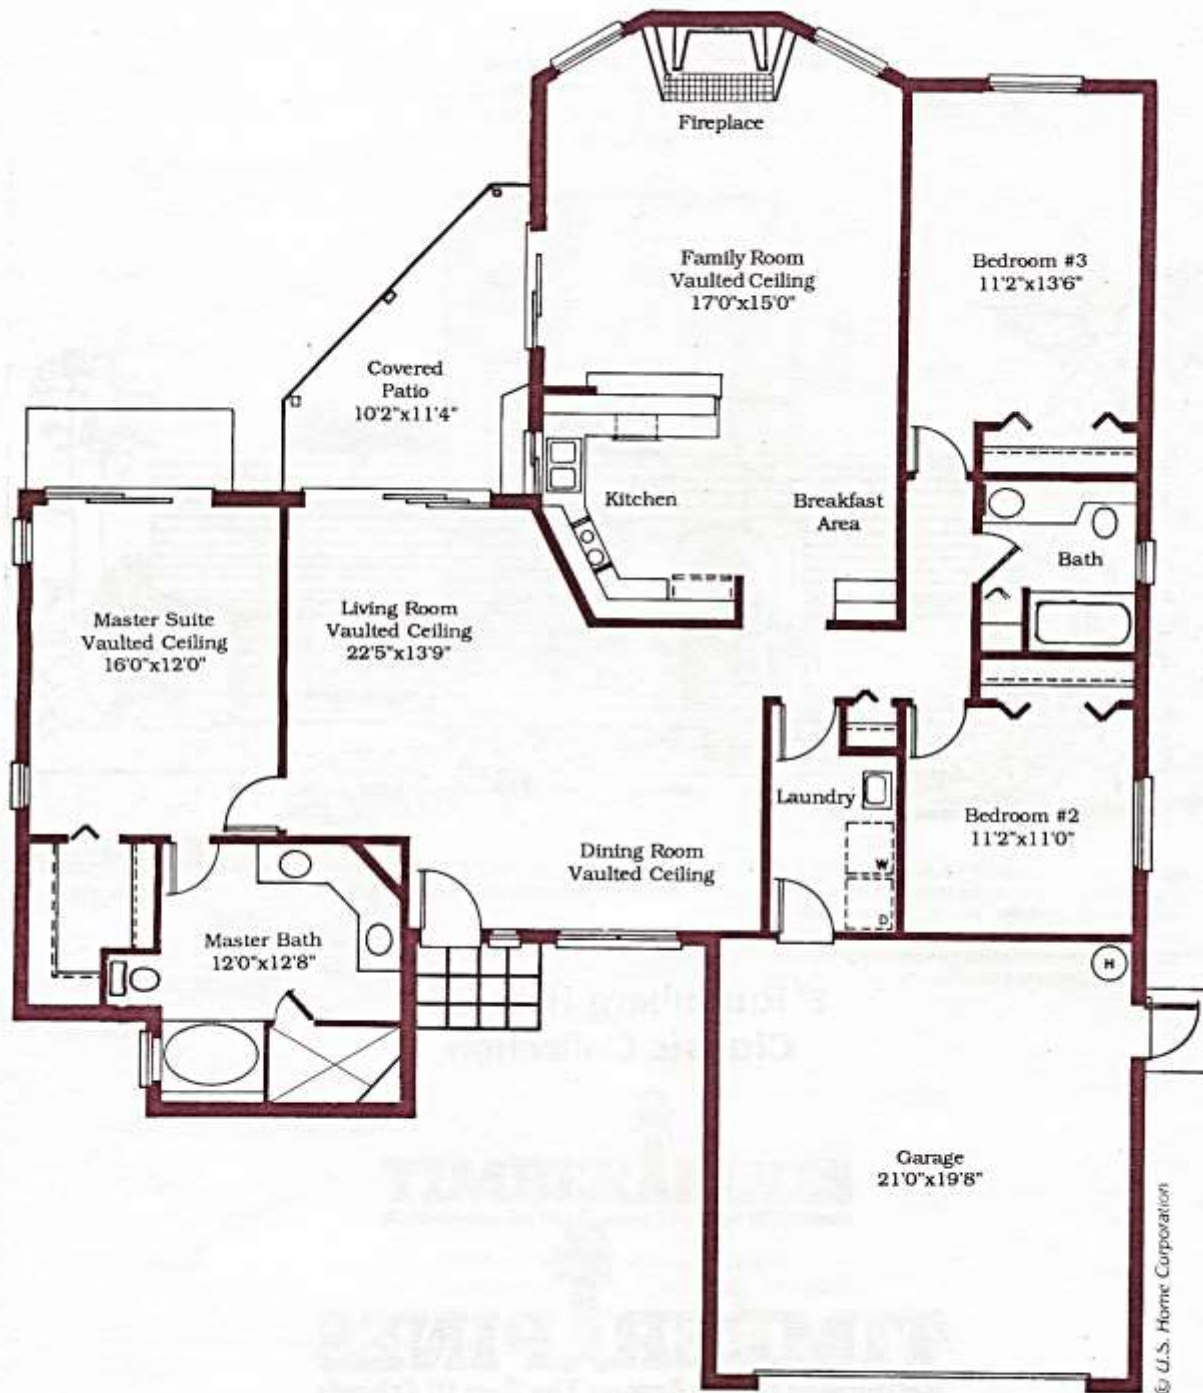 Fireplace
Family Room
Vaulted Ceiling
17'0"x15'0"
Bedroom #3
11'2"x13'6"
Covered
Patio
10'2"x11'4"
Kitchen
Breakfast
Area
Bath
Master Suite
Vaulted Ceiling
16'0"x12'0"
Living Room
Vaulted Ceiling
22'5"x13'9"
Laundry
W
D
Bedroom #2
11'2"x11'0"
Dining Room
Vaulted Ceiling
Master Bath
12'0"x12'8"
H
Garage
21'0"x19'8"
© U.S. Home Corporation
Classic Collection